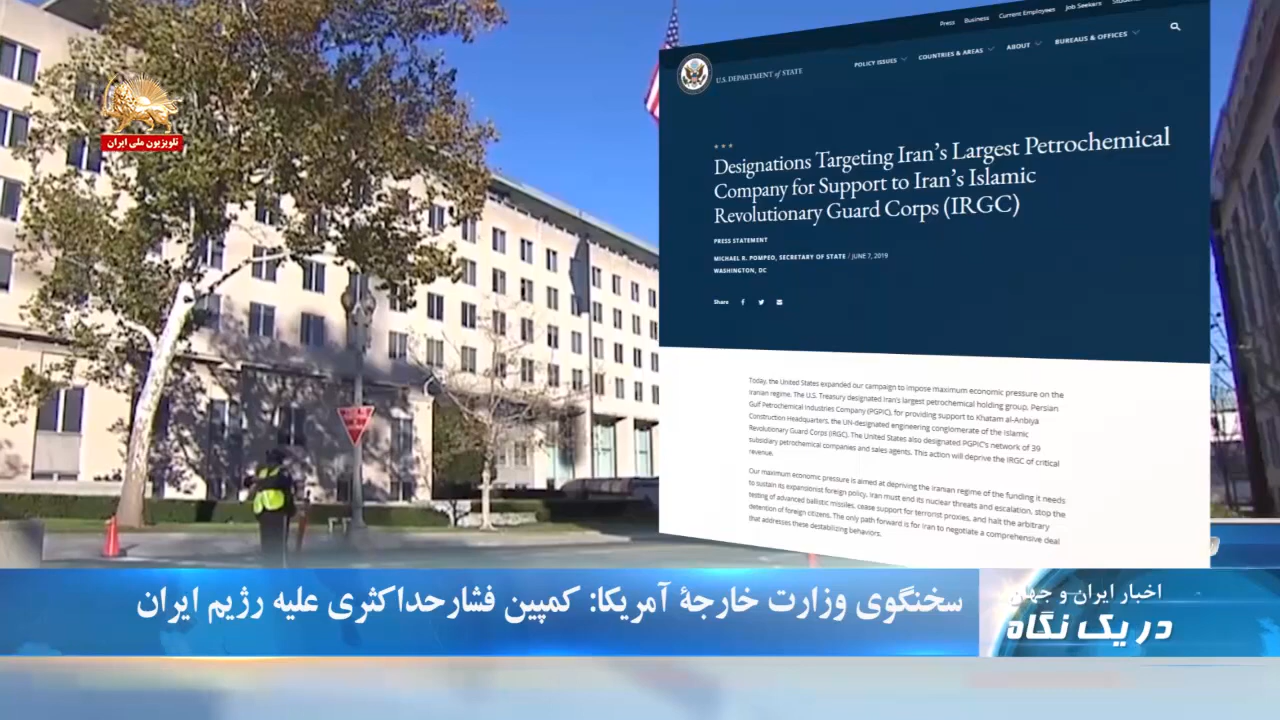 تلویزیون ملی ایران
Press Business Current Employees Job Seekers
U.S. DEPARTMENT of STATE
POLICY ISSUES COUNTRIES & AREAS ABOUT BUREAUS & OFFICES
Designations Targeting Iran's Largest Petrochemical
Company for Support to Iran's Islamic
Revolutionary Guard Corps (IRGC)
PRESS STATEMENT
MICHAEL R. POMPEO, SECRETARY OF STATE / JUNE 7, 2019
WASHINGTON, DC
Share
Today, the United States expanded our campaign to impose maximum economic pressure on the
Iranian regime. The U.S. Treasury designated Iran's largest petrochemical holding group, Persian
Gulf Petrochemical Industries Company (PGPIC), for providing support to Khatam al-Anbiya
Construction Headquarters, the UN-designated engineering conglomerate of the Islamic
Revolutionary Guard Corps (IRGC). The United States also designated PGPIC's network of 39
subsidiary petrochemical companies and sales agents. This action will deprive the IRGC of critical
revenue.
Our maximum economic pressure is aimed at depriving the Iranian regime of the funding it needs
to sustain its expansionist foreign policy. Iran must end its nuclear threats and escalation, stop the
testing of advanced ballistic missiles, cease support for terrorist proxies, and halt the arbitrary
detention of foreign citizens. The only path forward is for Iran to negotiate a comprehensive deal
that addresses these destabilizing behaviors.
اخبار ایران و جهان
در یک نگاه
سخنگوی وزارت خارجهٔ آمریکا: کمپین فشارحداکثری علیه رژیم ایران